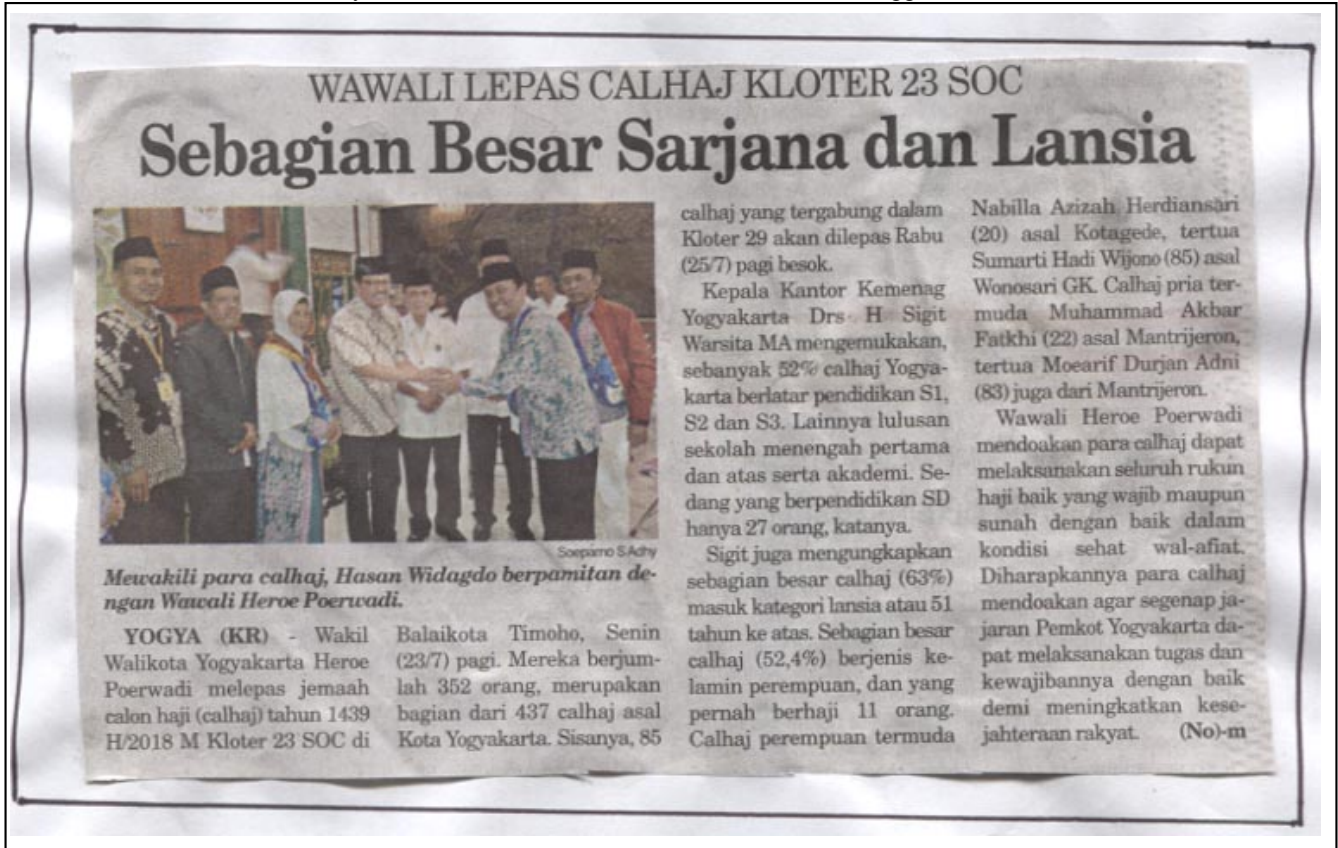 WAWALI LEPAS CALHAJ KLOTER 23 SOC
Sebagian Besar Sarjana dan Lansia
Soeparno S Adhy
Mewakili para calhaj, Hasan Widagdo berpamitan de-
ngan Wawali Heroe Poerwadi.
YOGYA (KR) - Wakil
Walikota Yogyakarta Heroe
Poerwadi melepas jemaah
calon haji (calhaj) tahun 1439
H/2018 M Kloter 23 SOC di
Balaikota Timoho, Senin
(23/7) pagi. Mereka berjum-
lah 352 orang, merupakan
bagian dari 437 calhaj asal
Kota Yogyakarta. Sisanya, 85
calhaj yang tergabung dalam
Kloter 29 akan dilepas Rabu
(25/7) pagi besok.
Kepala Kantor Kemenag
Yogyakarta Drs H Sigit
Warsita MA mengemukakan,
sebanyak 52% calhaj Yogya-
karta berlatar pendidikan S1,
S2 dan S3. Lainnya lulusan
sekolah menengah pertama
dan atas serta akademi. Se-
dang yang berpendidikan SD
hanya 27 orang, katanya.
Sigit juga mengungkapkan
sebagian besar calhaj (63%)
masuk kategori lansia atau 51
tahun ke atas. Sebagian besar
calhaj (52,4%) berjenis ke-
lamin perempuan, dan yang
pernah berhaji 11 orang.
Calhaj perempuan termuda
Nabilla Azizah Herdiansari
(20) asal Kotagede, tertua
Sumarti Hadi Wijono (85) asal
Wonosari GK. Calhaj pria ter-
muda Muhammad Akbar
Fatkhi (22) asal Mantrijeron,
tertua Moearif Durjan Adni
(83) juga dari Mantrijeron.
Wawali Heroe Poerwadi
mendoakan para calhaj dapat
melaksanakan seluruh rukun
haji baik yang wajib maupun
sunah dengan baik dalam
kondisi sehat wal-afiat.
Diharapkannya para calhaj
mendoakan agar segenap ja-
jaran Pemkot Yogyakarta da-
pat melaksanakan tugas dan
kewajibannya dengan baik
demi meningkatkan kese-
jahteraan rakyat. (No)-m